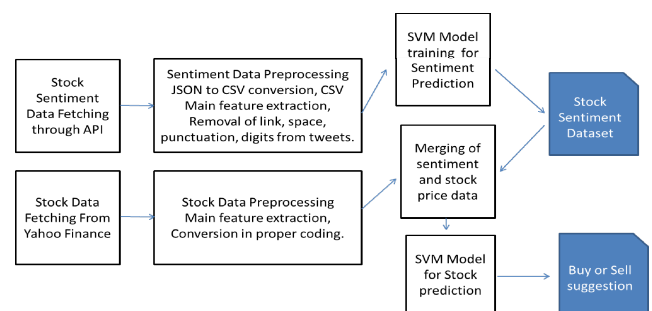 Stock
Sentiment
Data Fetching
through API
Sentiment Data Preprocessing
JSON to CSV conversion, CSV
Main feature extraction,
Removal of link, space,
punctuation, digits from tweets.
SVM Model
training for
Sentiment
Prediction
Stock
Sentiment
Dataset
Stock Data
Fetching From
Yahoo Finance
Stock Data Preprocessing
Main feature extraction,
Conversion in proper coding.
Merging of
sentiment
and stock
price data
SVM Model
for Stock
prediction
Buy or Sell
suggestion